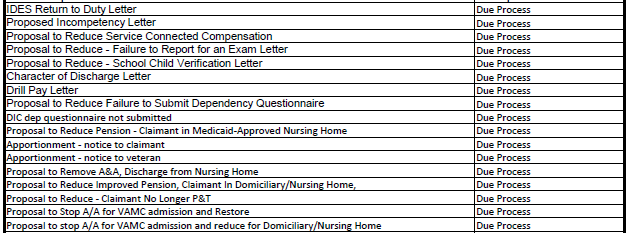 IDES Return to Duty Letter Due Process
Proposed Incompetency Letter Due Process
Proposal to Reduce Service Connected Compensation Due Process
Proposal to Reduce - Failure to Report for an Exam Letter Due Process
Proposal to Reduce - School Child Verification Letter Due Process
Character of Discharge Letter Due Process
Drill Pay Letter Due Process
Proposal to Reduce Failure to Submit Dependency Questionnaire Due Process
DIC dep questionnaire not submitted Due Process
Proposal to Reduce Pension - Claimant in Medicaid-Approved Nursing Home Due Process
Apportionment - notice to claimant Due Process
Apportionment - notice to veteran Due Process
Proposal to Remove A&A, Discharge from Nursing Home Due Process
Proposal to Reduce Improved Pension, Claimant In Domiciliary/Nursing Home, Due Process
Proposal to Reduce - Claimant No Longer P&T Due Process
Proposal to Stop A/A for VAMC admission and Restore Due Process
Proposal to stop A/A for VAMC admission and reduce for Domiciliary/Nursing Home Due Process